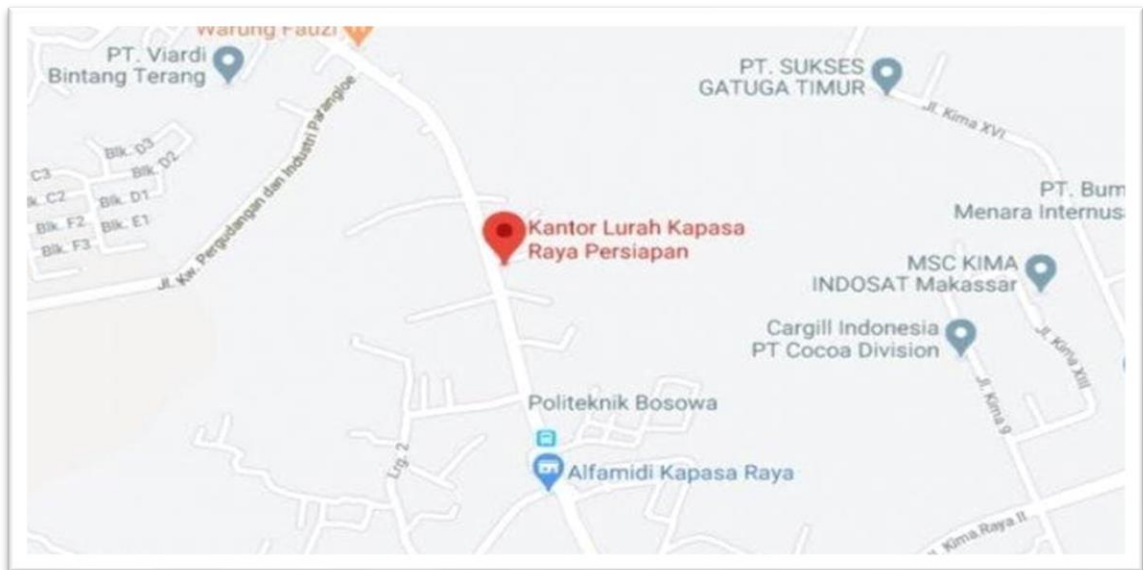 Warung Fauzi
PT. Viardi
Bintang Terang
PT. SUKSES
GATUGA TIMUR
Jl. Kima XVI
Jl. Kw. Pergudangan dan Industri Parangloe
Blk. D3
Blk. D2
C3
C2
Blk. D1
Blk. F2
Blk. E1
Blk. F3
PT. Bum
Menara Internus
Kantor Lurah Kapasa
Raya Persiapan
MSC KIMA
INDOSAT Makassar
Cargill Indonesia
PT Cocoa Division
Jl. Kima XIII
Jl. Kima 9
Politeknik Bosowa
Lrg. 2
Alfamidi Kapasa Raya
Kima Raya II